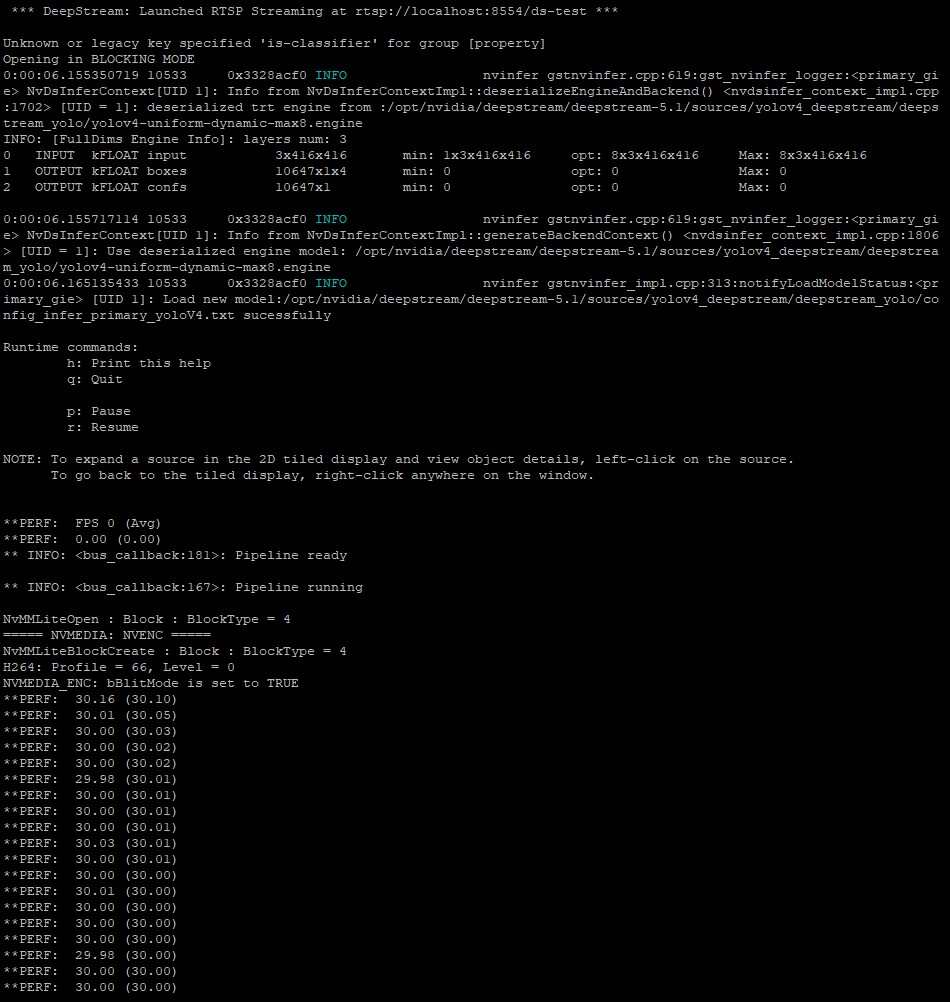 *** DeepStream: Launched RTSP Streaming at rtsp://localhost:8554/ds-test ***
Unknown or legacy key specified 'is-classifier' for group [property]
Opening in BLOCKING MODE
0:00:06.155350719 10533 0x3328acf0 INFO nvinfer gstnvinfer.cpp:619:gst_nvinfer_logger:<primary_gi
e> NvDsInferContext[UID 1]: Info from NvDsInferContextImpl::deserializeEngineAndBackend() <nvdsinfer_context_impl.cpp
:1702> [UID = 1]: deserialized trt engine from :/opt/nvidia/deepstream/deepstream-5.1/sources/yolov4_deepstream/deeps
tream_yolo/yolov4-uniform-dynamic-max8.engine
INFO: [FullDims Engine Info]: layers num: 3
0 INPUT kFLOAT input 3x416x416 min: 1x3x416x416 opt: 8x3x416x416 Max: 8x3x416x416
1 OUTPUT kFLOAT boxes 10647x1x4 min: 0 opt: 0 Max: 0
2 OUTPUT kFLOAT confs 10647x1 min: 0 opt: 0 Max: 0
0:00:06.155717114 10533 0x3328acf0 INFO nvinfer gstnvinfer.cpp:619:gst_nvinfer_logger:<primary_gi
e> NvDsInferContext[UID 1]: Info from NvDsInferContextImpl::generateBackendContext() <nvdsinfer_context_impl.cpp:1806
> [UID = 1]: Use deserialized engine model: /opt/nvidia/deepstream/deepstream-5.1/sources/yolov4_deepstream/deepstrea
m_yolo/yolov4-uniform-dynamic-max8.engine
0:00:06.165135433 10533 0x3328acf0 INFO nvinfer gstnvinfer_impl.cpp:313:notifyLoadModelStatus:<pr
imary_gie> [UID 1]: Load new model:/opt/nvidia/deepstream/deepstream-5.1/sources/yolov4_deepstream/deepstream_yolo/co
nfig_infer_primary_yoloV4.txt sucessfully
Runtime commands:
h: Print this help
q: Quit
p: Pause
r: Resume
NOTE: To expand a source in the 2D tiled display and view object details, left-click on the source.
To go back to the tiled display, right-click anywhere on the window.
**PERF: FPS 0 (Avg)
**PERF: 0.00 (0.00)
** INFO: <bus_callback:181>: Pipeline ready
** INFO: <bus_callback:167>: Pipeline running
NvMMLiteOpen : Block : BlockType = 4
===== NVMEDIA: NVENC =====
NvMMLiteBlockCreate : Block : BlockType = 4
H264: Profile = 66, Level = 0
NVMEDIA_ENC: bBlitMode is set to TRUE
**PERF: 30.16 (30.10)
**PERF: 30.01 (30.05)
**PERF: 30.00 (30.03)
**PERF: 30.00 (30.02)
**PERF: 30.00 (30.02)
**PERF: 29.98 (30.01)
**PERF: 30.00 (30.01)
**PERF: 30.00 (30.01)
**PERF: 30.00 (30.01)
**PERF: 30.03 (30.01)
**PERF: 30.00 (30.01)
**PERF: 30.00 (30.00)
**PERF: 30.01 (30.00)
**PERF: 30.00 (30.00)
**PERF: 30.00 (30.00)
**PERF: 30.00 (30.00)
**PERF: 29.98 (30.00)
**PERF: 30.00 (30.00)
**PERF: 30.00 (30.00)